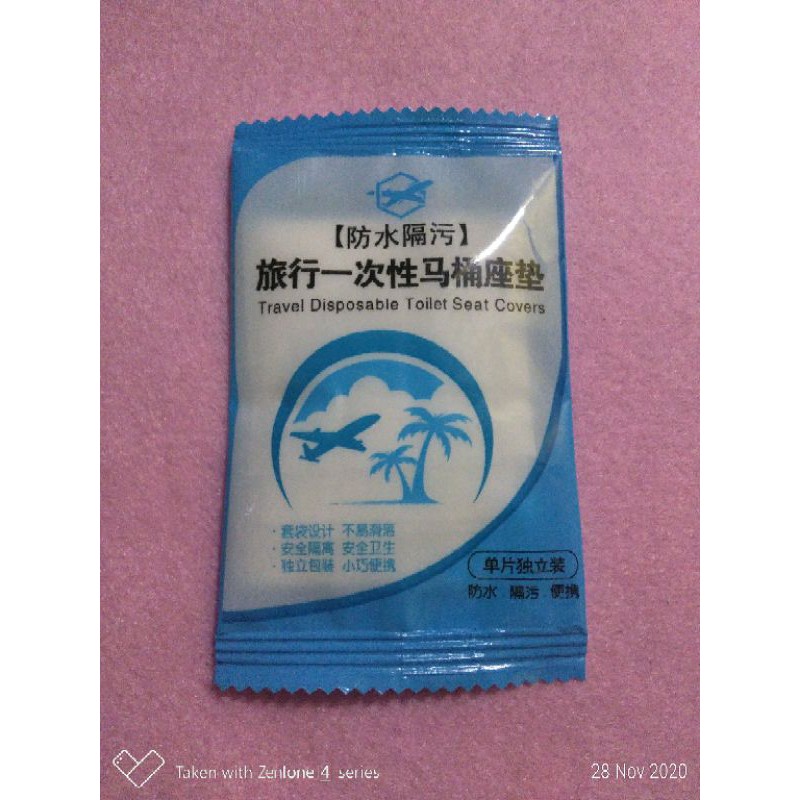 【防水隔污】
旅行一次性马桶座垫
Travel Disposable Toilet Seat Covers
· 套袋设计 不易滑落
· 安全隔离 安全卫生
· 独立包装 小巧便携
单片独立装
防水 . 隔污 . 便携
Taken with Zenfone 4 series
28 Nov 2020